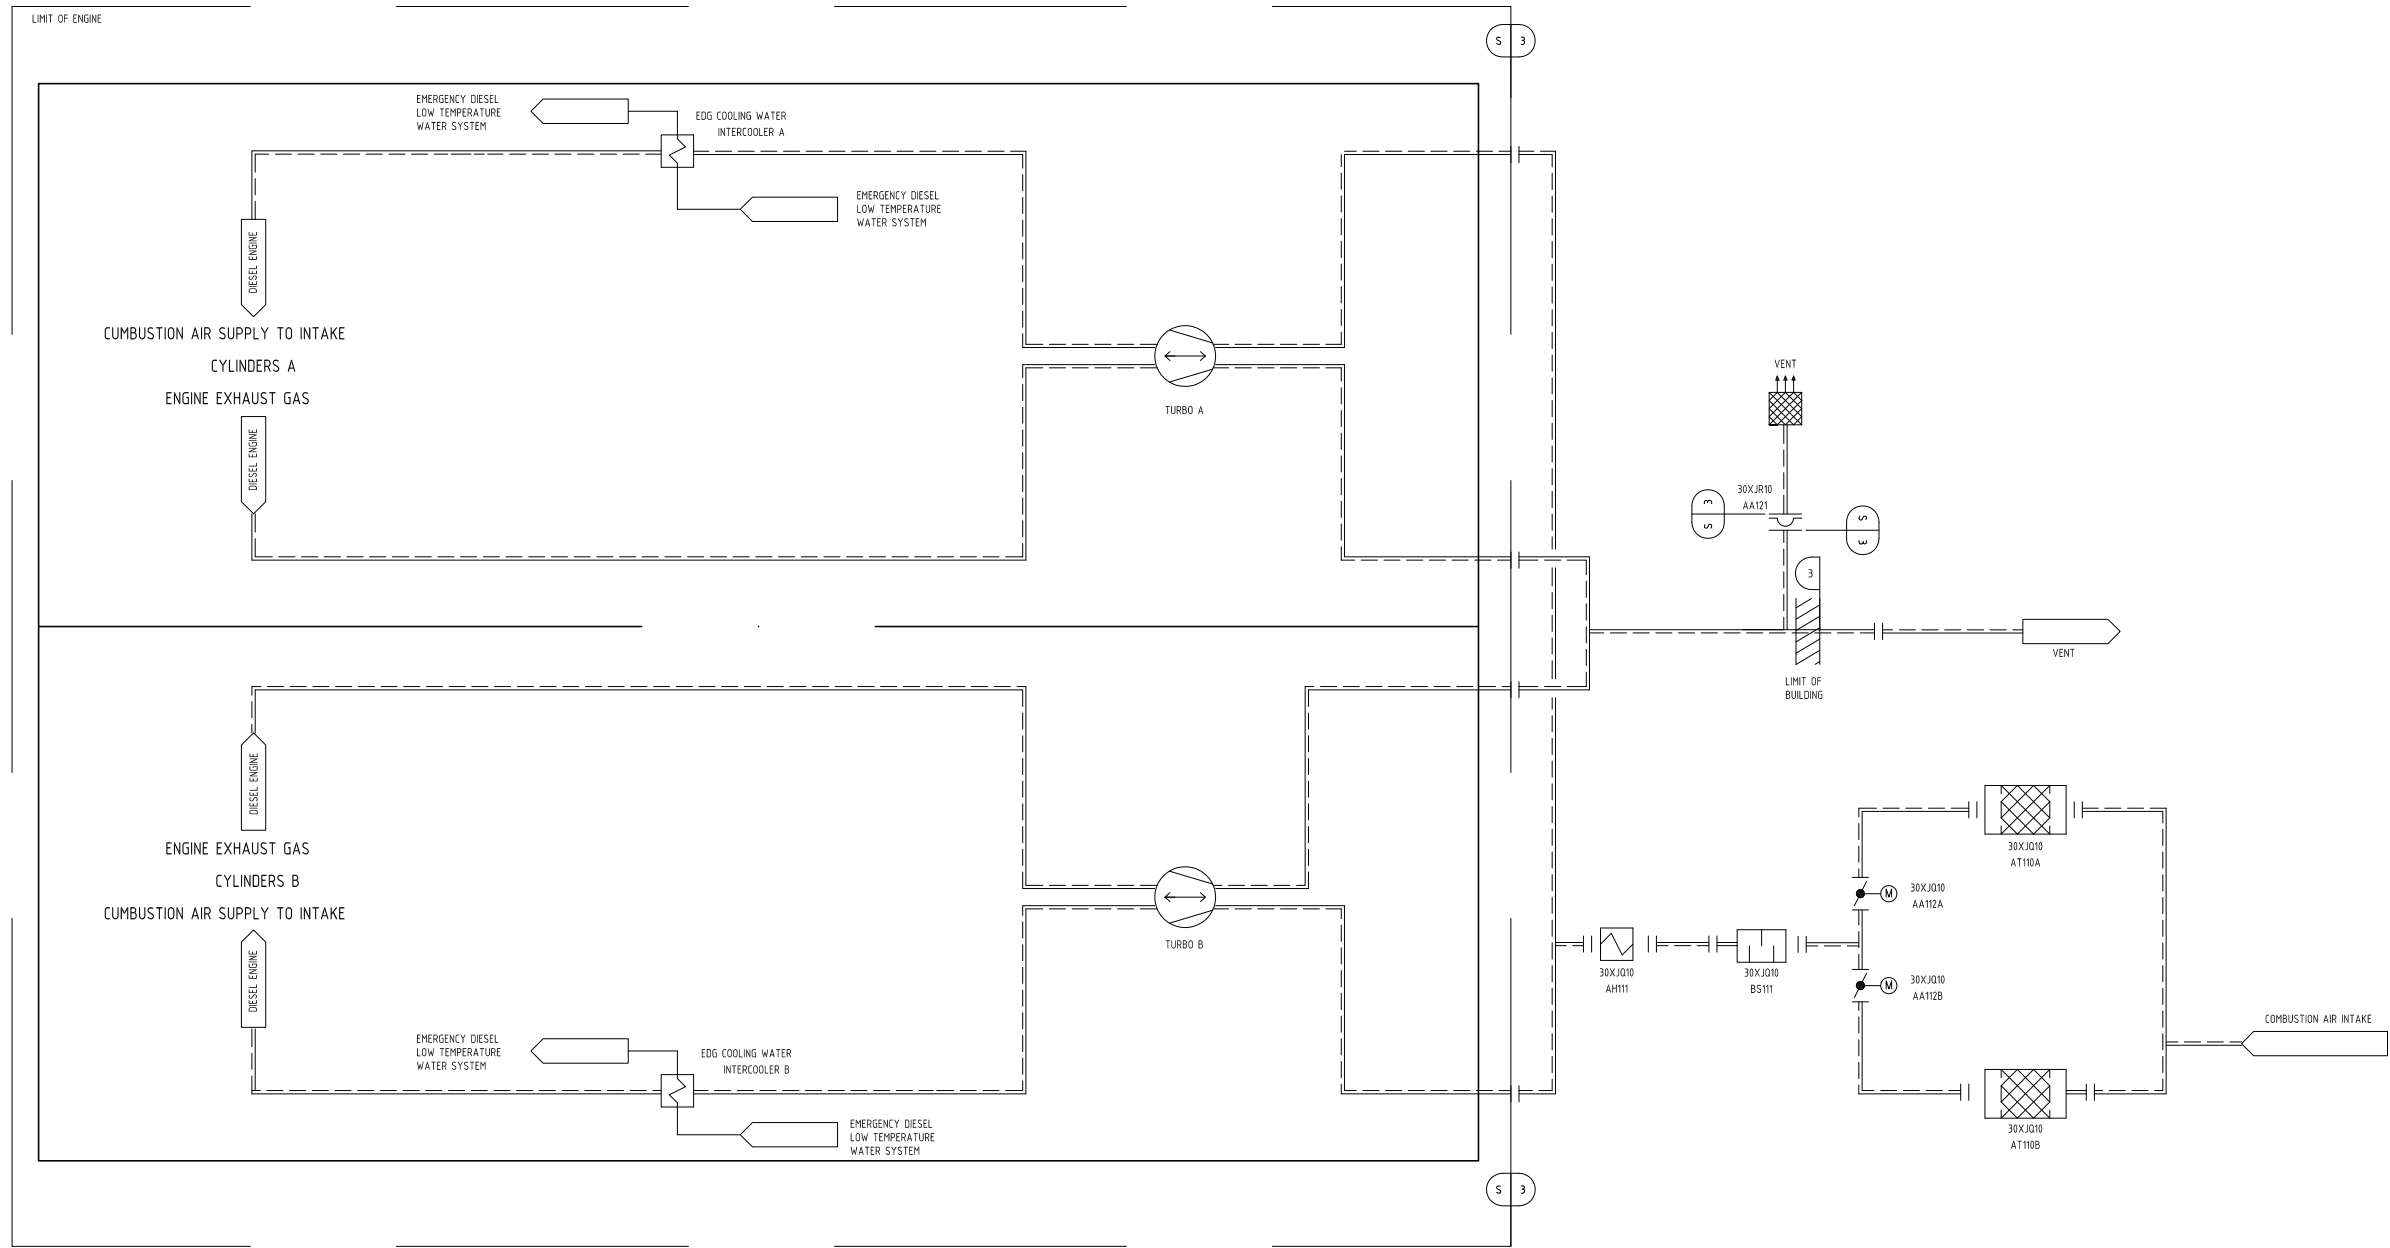 LIMIT OF ENGINE
S 3
EMERGENCY DIESEL
LOW TEMPERATURE
WATER SYSTEM
EDG COOLING WATER
INTERCOOLER A
EMERGENCY DIESEL
LOW TEMPERATURE
WATER SYSTEM
DIESEL ENGINE
CUMBUSTION AIR SUPPLY TO INTAKE
CYLINDERS A
ENGINE EXHAUST GAS
DIESEL ENGINE
TURBO A
VENT
30XJR10
AA121
3
S
S
3
3
VENT
LIMIT OF
BUILDING
DIESEL ENGINE
ENGINE EXHAUST GAS
CYLINDERS B
CUMBUSTION AIR SUPPLY TO INTAKE
DIESEL ENGINE
TURBO B
30XJQ10
AT110A
M
30XJQ10
AA112A
30XJQ10
AH111
30XJQ10
BS111
M
30XJQ10
AA112B
COMBUSTION AIR INTAKE
30XJQ10
AT110B
EMERGENCY DIESEL
LOW TEMPERATURE
WATER SYSTEM
EDG COOLING WATER
INTERCOOLER B
EMERGENCY DIESEL
LOW TEMPERATURE
WATER SYSTEM
S 3